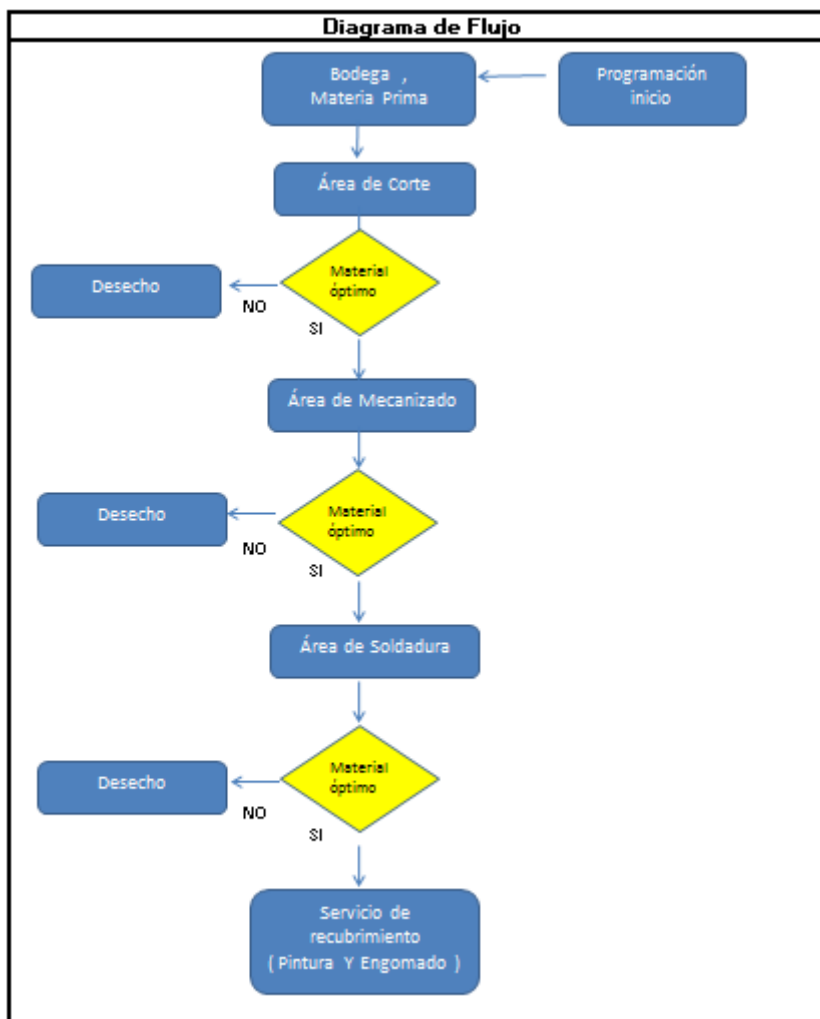 Diagrama de Flujo
Bodega ,
Materia Prima
Programación
inicio
Área de Corte
Material
óptimo
Desecho
NO
SI
Área de Mecanizado
Material
óptimo
Desecho
NO
SI
Área de Soldadura
Material
óptimo
Desecho
NO
SI
Servicio de
recubrimiento
( Pintura Y Engomado )